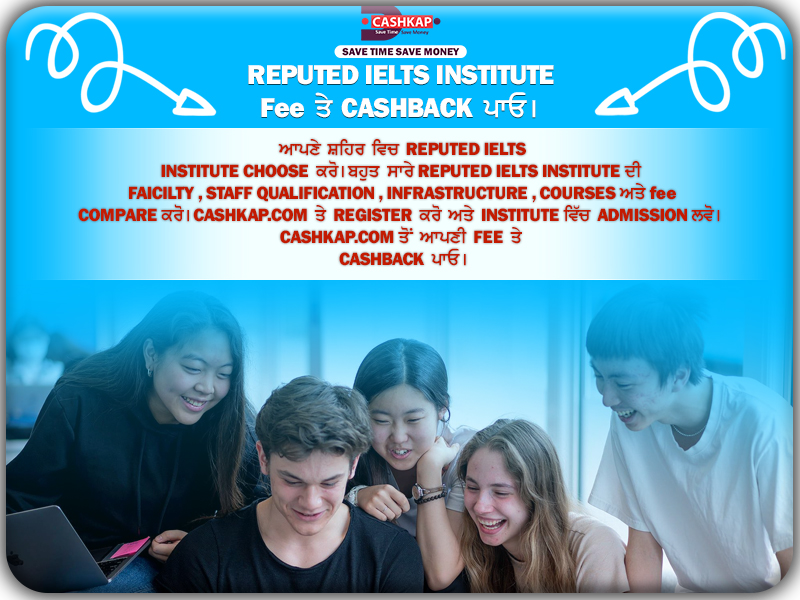 CASHKAP
Save Time Save Money
SAVE TIME SAVE MONEY
REPUTED IELTS INSTITUTE
Fee ਤੇ CASHBACK ਪਾਓ।
ਆਪਣੇ ਸ਼ਹਿਰ ਵਿਚ REPUTED IELTS
INSTITUTE CHOOSE ਕਰੋ। ਬਹੁਤ ਸਾਰੇ REPUTED IELTS INSTITUTE ਦੀ
FAICILTY , STAFF QUALIFICATION , INFRASTRUCTURE , COURSES ਅਤੇ fee
COMPARE ਕਰੋ। CASHKAP.COM ਤੇ REGISTER ਕਰੋ ਅਤੇ INSTITUTE ਵਿੱਚ ADMISSION ਲਵੋ।
CASHKAP.COM ਤੋਂ ਆਪਣੀ FEE ਤੇ
CASHBACK ਪਾਓ।